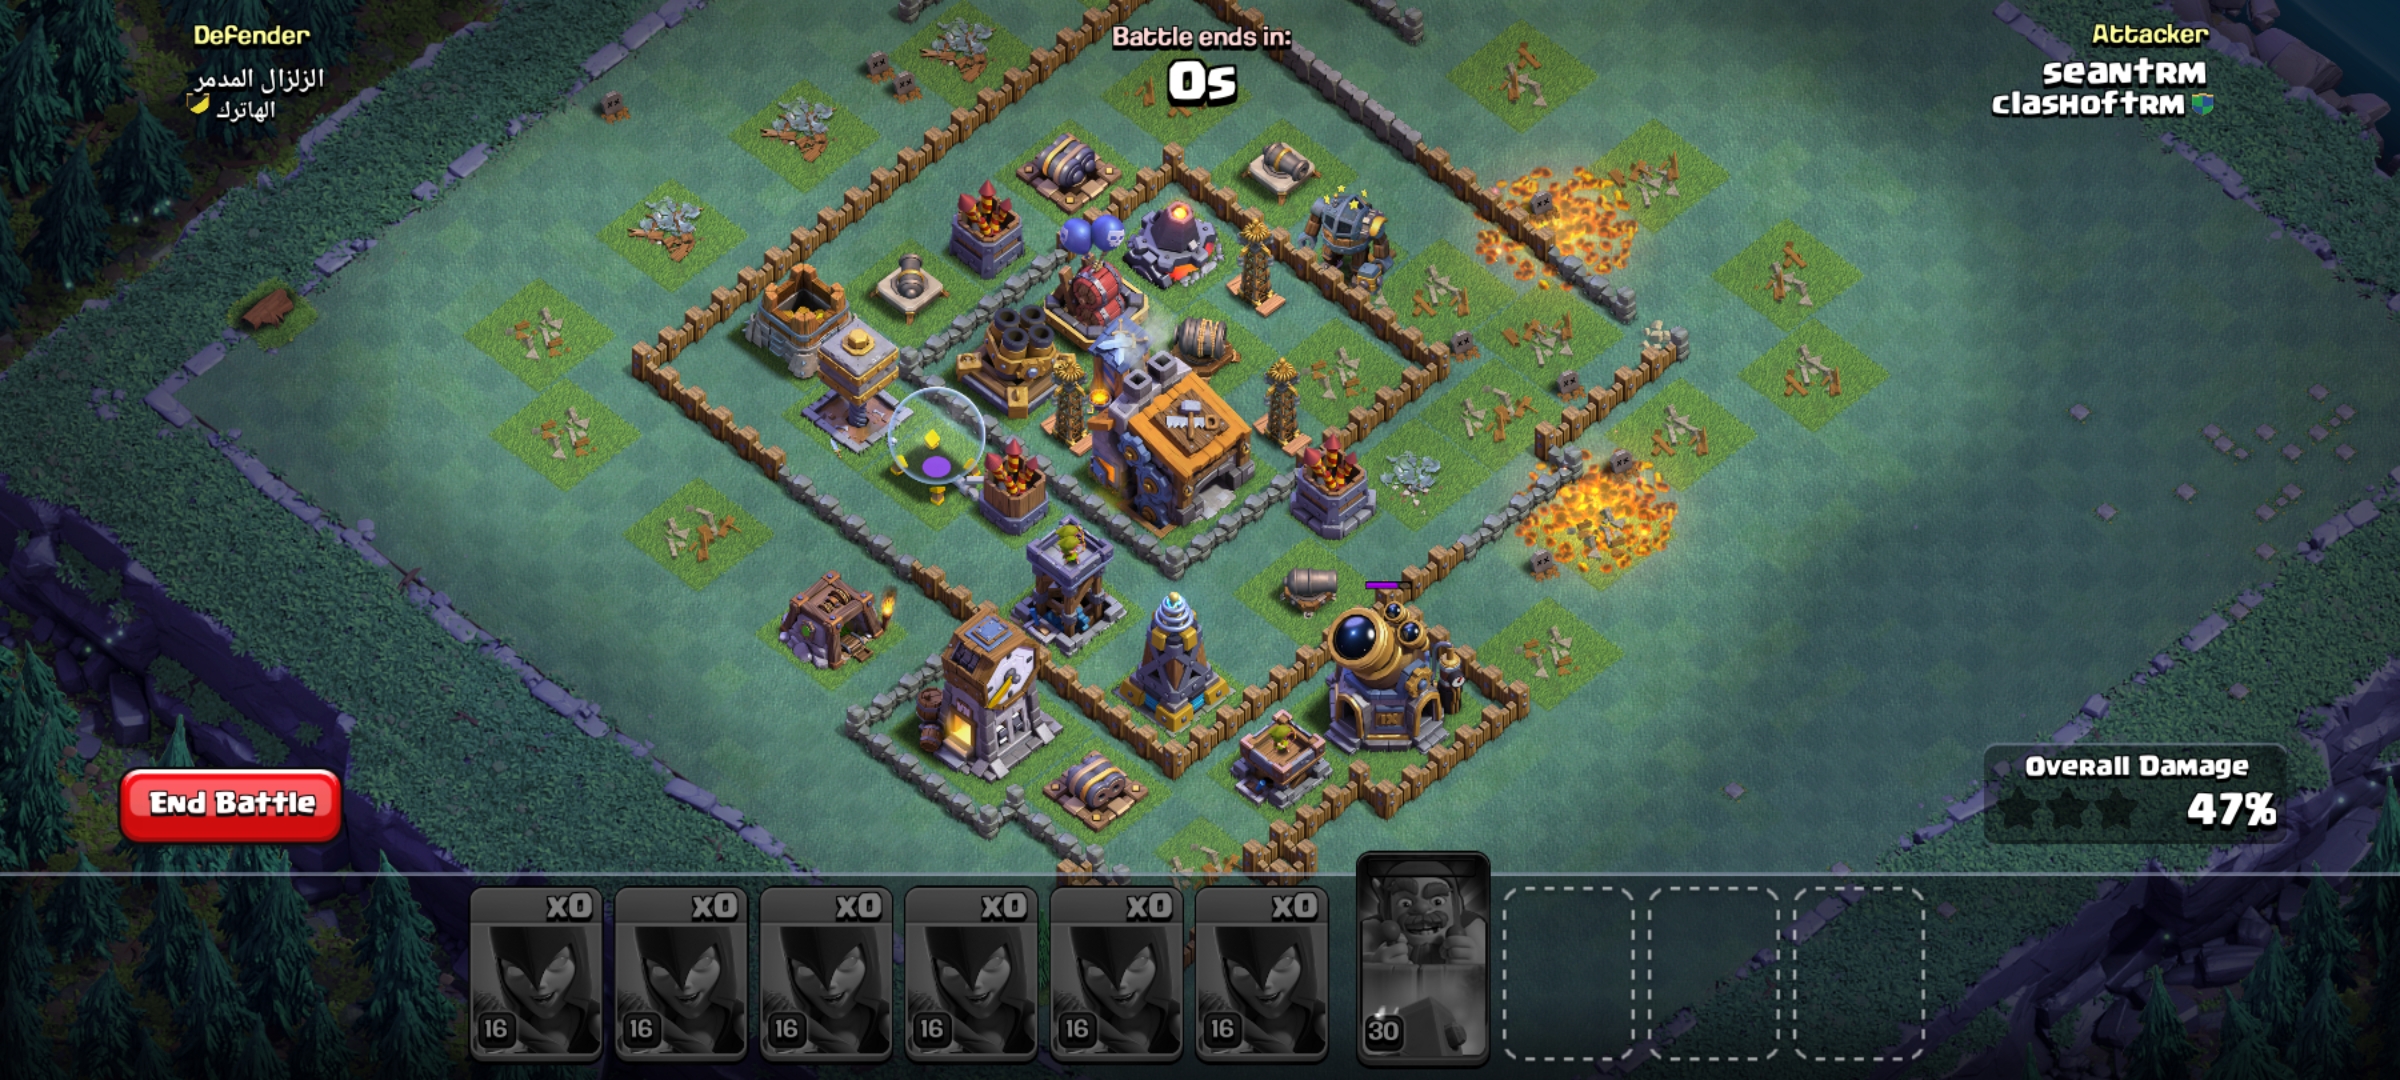 Defender
الزلزال المدمر
الهاترك
Battle ends in:
0s
Attacker
seantrm
clashoftrm
End Battle
Overall Damage
47%
x0
x0
x0
x0
x0
x0
16
16
16
16
16
16
30